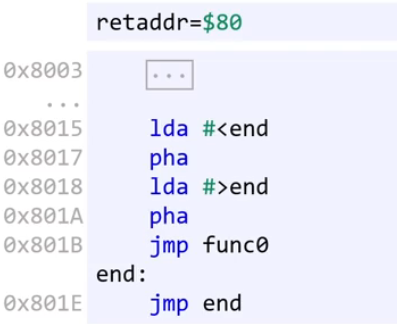 retaddr=$80
0x8003 ...
...
0x8015 lda #<end
0x8017 pha
0x8018 lda #>end
0x801A pha
0x801B jmp func0
end:
0x801E jmp end